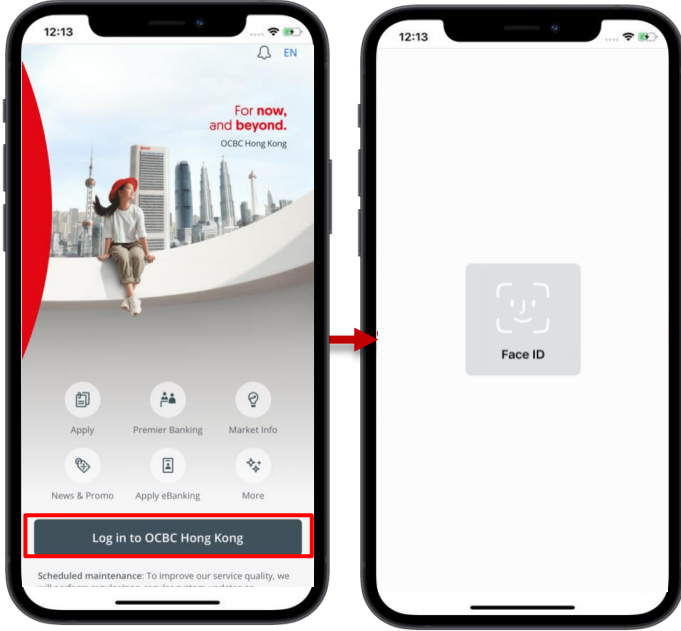 12:13
EN
For now,
and beyond.
OCBC Hong Kong
Apply
Premier Banking
Market Info
News & Promo
Apply eBanking
More
Log in to OCBC Hong Kong
Scheduled maintenance: To improve our service quality, we
12:13
Face ID